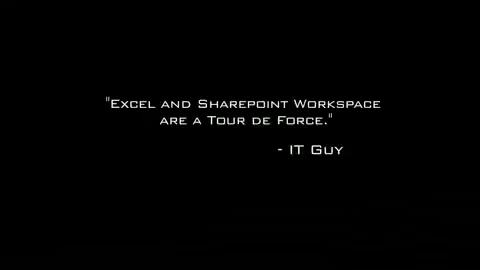 "Excel and Sharepoint Workspace
are a Tour de Force."
- IT Guy